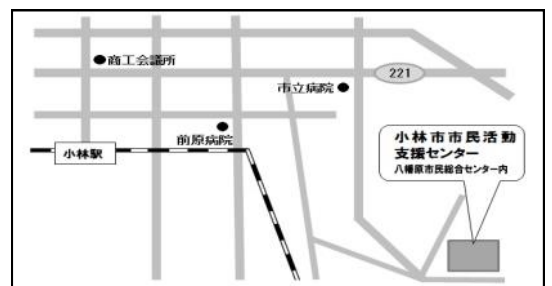 商工会議所
221
市立病院
前原病院
小林駅
小林市市民活動
支援センター
八幡原市民総合センター内